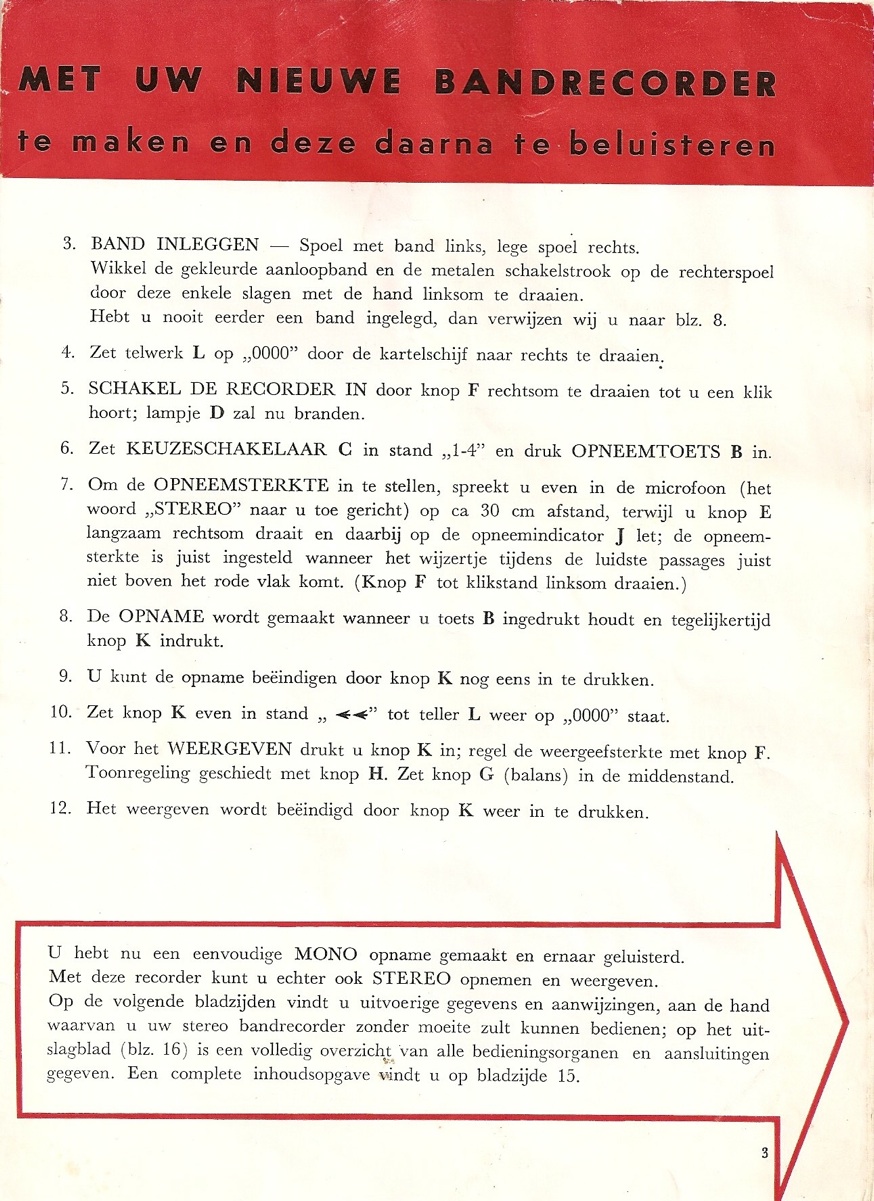 MET UW NIEUWE BANDRECORDER
te maken en deze daarna te beluisteren
3. BAND INLEGGEN — Spoel met band links, lege spoel rechts.
Wikkel de gekleurde aanloopband en de metalen schakelstrook op de rechterspoel
door deze enkele slagen met de hand linksom te draaien.
Hebt u nooit eerder een band ingelegd, dan verwijzen wij u naar blz. 8.
4. Zet telwerk L op „0000” door de kartelschijf naar rechts te draaien.
5. SCHAKEL DE RECORDER IN door knop F rechtsom te draaien tot u een klik
hoort; lampje D zal nu branden.
6. Zet KEUZESCHAKELAAR C in stand „1-4” en druk OPNEEMTOETS B in.
7. Om de OPNEEMSTERKTE in te stellen, spreekt u even in de microfoon (het
woord „STEREO” naar u toe gericht) op ca 30 cm afstand, terwijl u knop E
langzaam rechtsom draait en daarbij op de opneemindicator J let; de opneem-
sterkte is juist ingesteld wanneer het wijzertje tijdens de luidste passages juist
niet boven het rode vlak komt. (Knop F tot klikstand linksom draaien.)
8. De OPNAME wordt gemaakt wanneer u toets B ingedrukt houdt en tegelijkertijd
knop K indrukt.
9. U kunt de opname beëindigen door knop K nog eens in te drukken.
10. Zet knop K even in stand „ ◄◄” tot teller L weer op „0000” staat.
11. Voor het WEERGEVEN drukt u knop K in; regel de weergeefsterkte met knop F.
Toonregeling geschiedt met knop H. Zet knop G (balans) in de middenstand.
12. Het weergeven wordt beëindigd door knop K weer in te drukken.
U hebt nu een eenvoudige MONO opname gemaakt en ernaar geluisterd.
Met deze recorder kunt u echter ook STEREO opnemen en weergeven.
Op de volgende bladzijden vindt u uitvoerige gegevens en aanwijzingen, aan de hand
waarvan u uw stereo bandrecorder zonder moeite zult kunnen bedienen; op het uit-
slagblad (blz. 16) is een volledig overzicht van alle bedieningsorganen en aansluitingen
gegeven. Een complete inhoudsopgave vindt u op bladzijde 15.
3